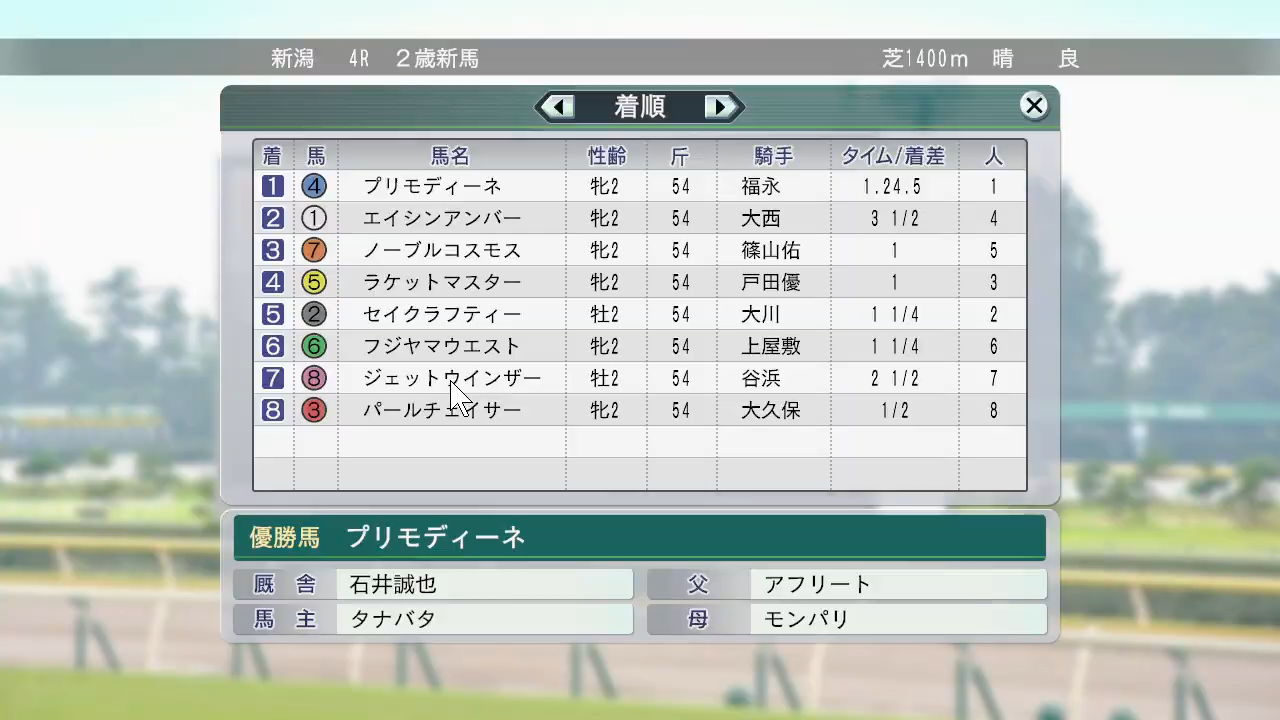 新潟 4R 2歳新馬 芝1400m 晴 良
着順
着 馬 馬名 性齢 斤 騎手 タイム/着差 人
1 4 プリモディーネ 牝2 54 福永 1.24.5 1
2 1 エイシンアンバー 牝2 54 大西 3 1/2 4
3 7 ノーブルコスモス 牝2 54 篠山佑 1 5
4 5 ラケットマスター 牝2 54 戸田優 1 3
5 2 セイクラフティー 牡2 54 大川 1 1/4 2
6 6 フジヤマウエスト 牝2 54 上屋敷 1 1/4 6
7 8 ジェットウインザー 牡2 54 谷浜 2 1/2 7
8 3 パールチェイサー 牝2 54 大久保 1/2 8
優勝馬 プリモディーネ
厩舎 石井誠也 父 アフリート
馬主 タナバタ 母 モンパリ